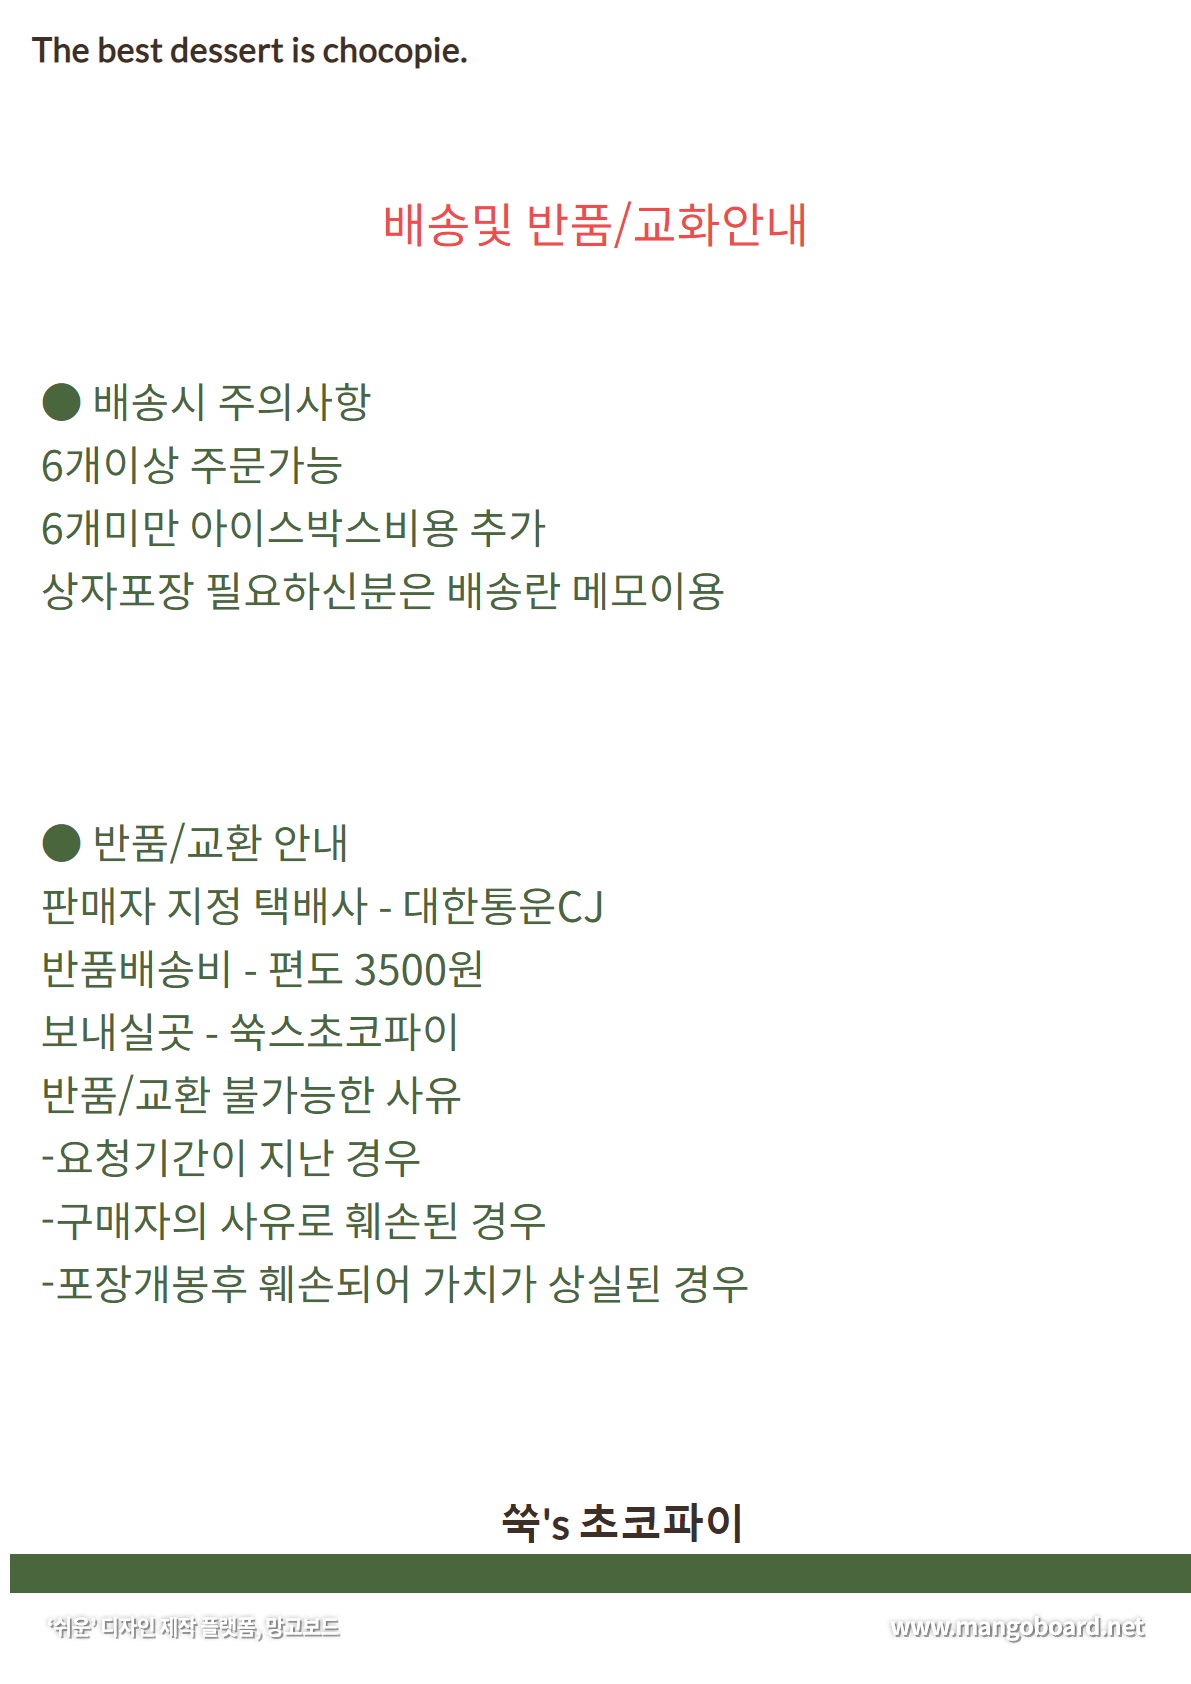 The best dessert is chocopie.
배송및 반품/교화안내
● 배송시 주의사항
6개이상 주문가능
6개미만 아이스박스비용 추가
상자포장 필요하신분은 배송란 메모이용
● 반품/교환 안내
판매자 지정 택배사 - 대한통운CJ
반품배송비 - 편도 3500원
보내실곳 - 쑥스초코파이
반품/교환 불가능한 사유
-요청기간이 지난 경우
-구매자의 사유로 훼손된 경우
-포장개봉후 훼손되어 가치가 상실된 경우
쑥's 초코파이
'쉬운' 디자인 제작 플랫폼, 망고보드
www.mangoboard.net